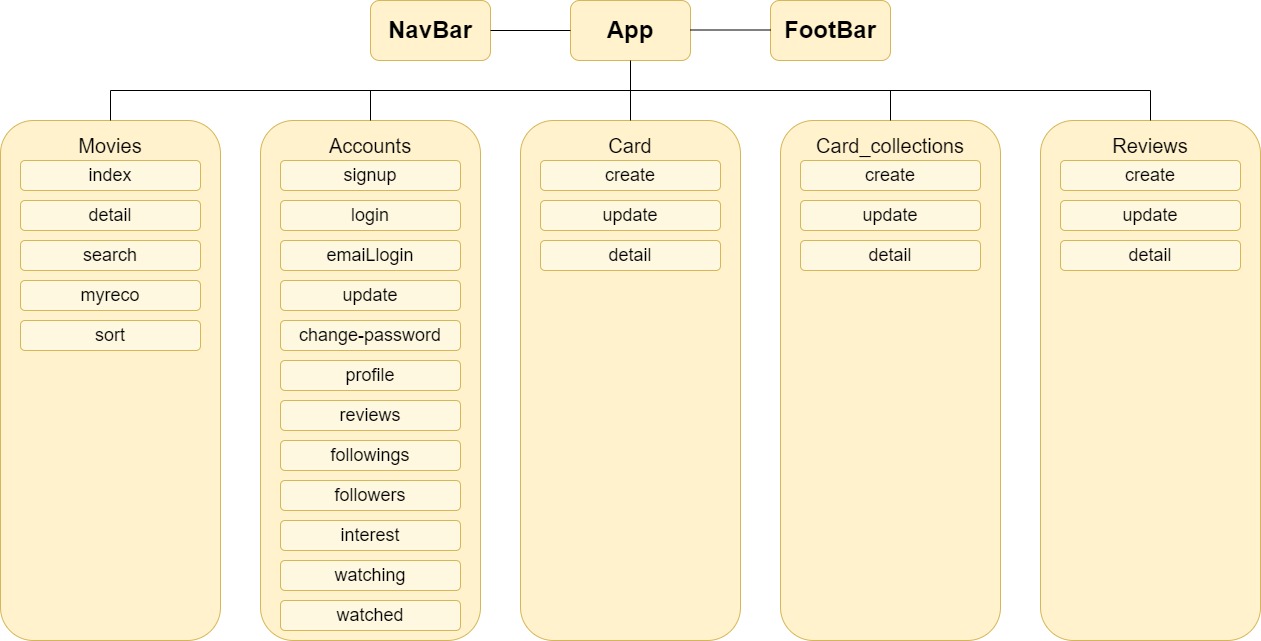 NavBar
App
FootBar
Movies
index
detail
search
myreco
sort
Accounts
signup
login
emaiLlogin
update
change-password
profile
reviews
followings
followers
interest
watching
watched
Card
create
update
detail
Card_collections
create
update
detail
Reviews
create
update
detail